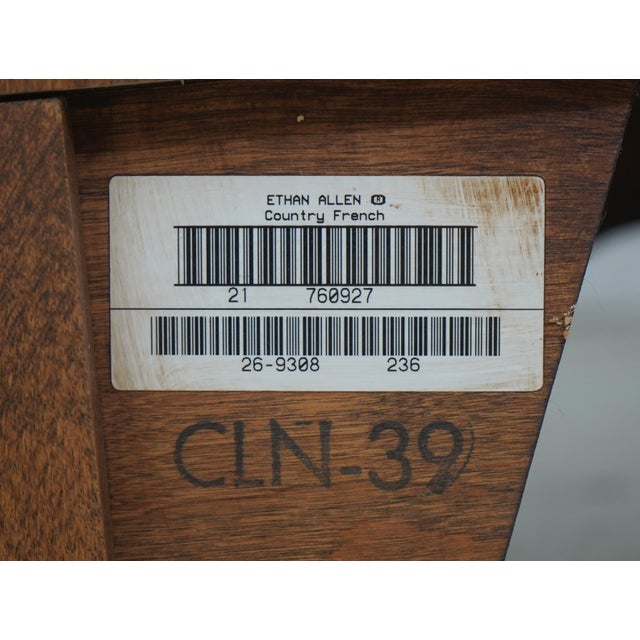 ETHAN ALLEN ®
Country French
21 760927
26-9308 236
CLN-39